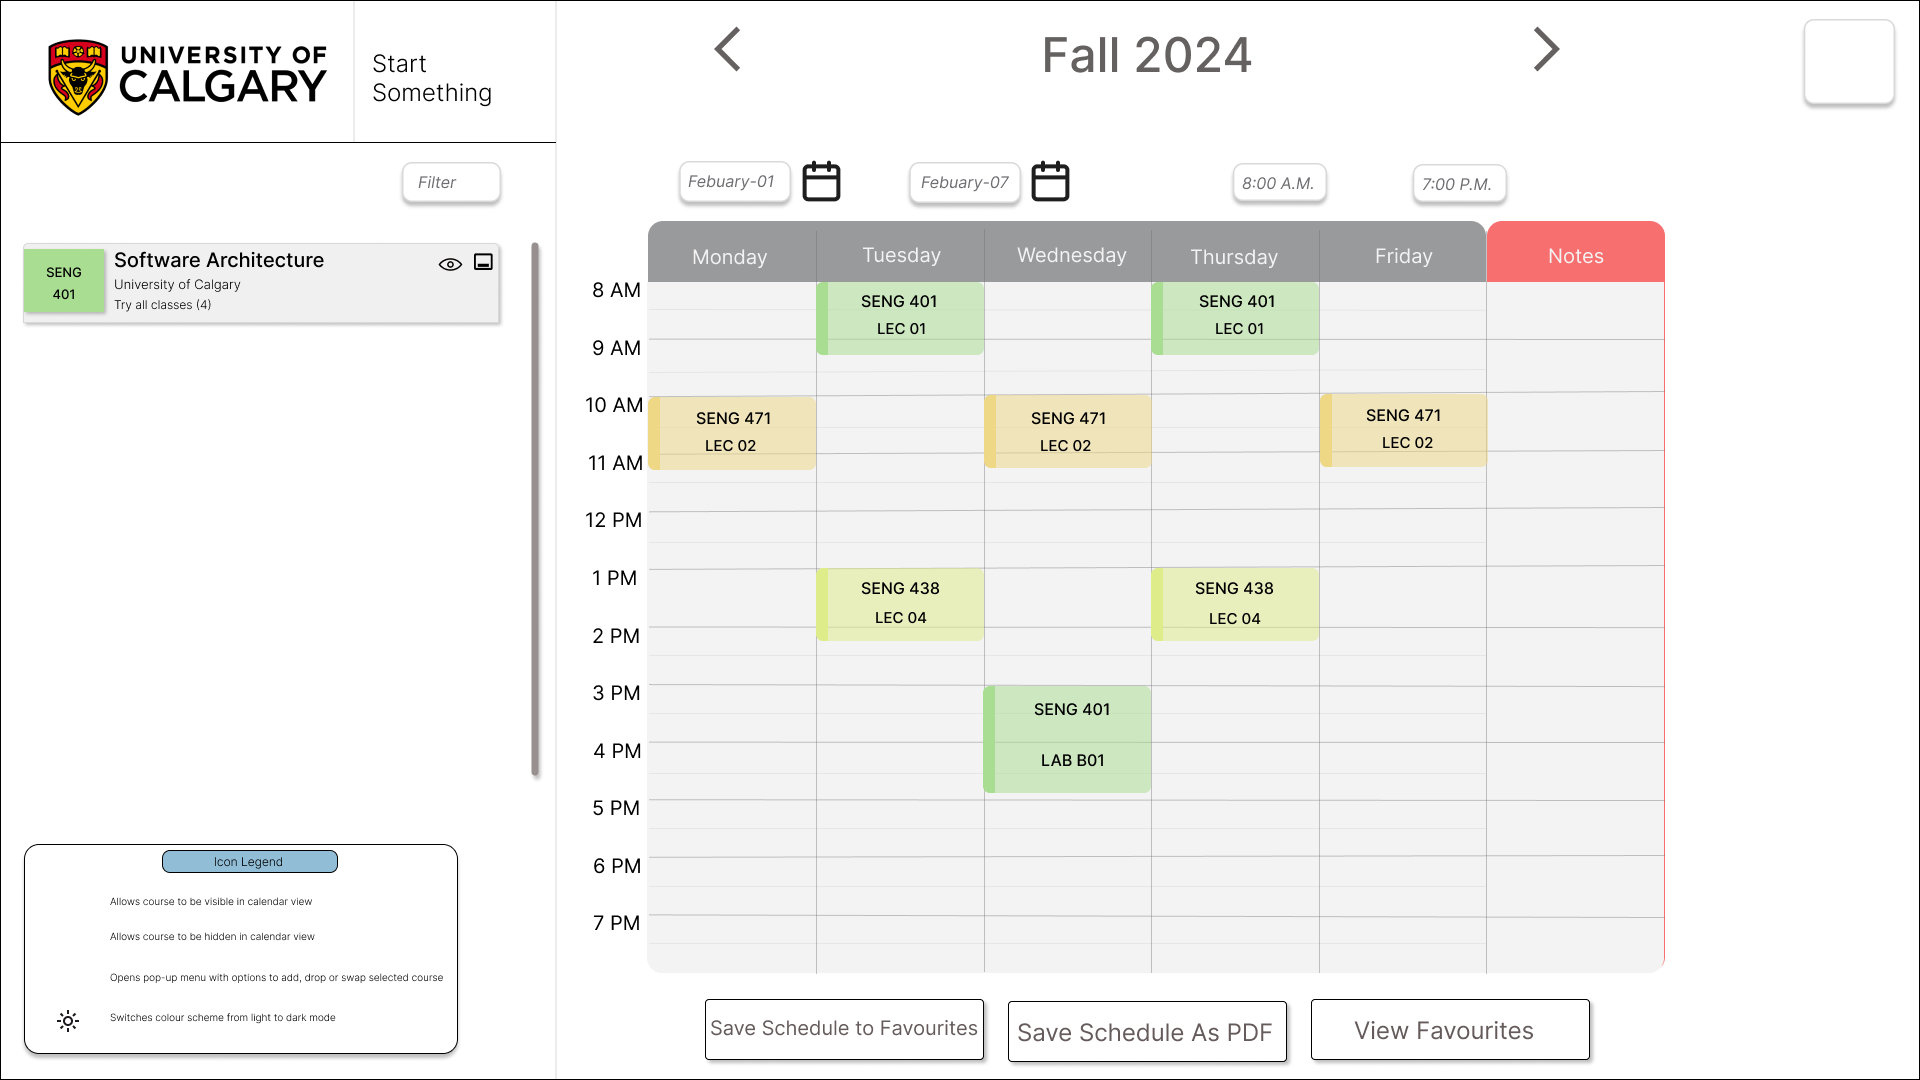 UNIVERSITY OF
CALGARY
Start
Something
Fall 2024
Filter
Febuary-01
Febuary-07
8:00 A.M.
7:00 P.M.
SENG
401
Software Architecture
University of Calgary
Try all classes (4)
Monday
Tuesday
Wednesday
Thursday
Friday
Notes
8 AM
SENG 401
LEC 01
SENG 401
LEC 01
9 AM
10 AM
SENG 471
LEC 02
SENG 471
LEC 02
SENG 471
LEC 02
11 AM
12 PM
1 PM
SENG 438
LEC 04
SENG 438
LEC 04
2 PM
3 PM
SENG 401
LAB B01
4 PM
5 PM
6 PM
7 PM
Icon Legend
Allows course to be visible in calendar view
Allows course to be hidden in calendar view
Opens pop-up menu with options to add, drop or swap selected course
Switches colour scheme from light to dark mode
Save Schedule to Favourites
Save Schedule As PDF
View Favourites